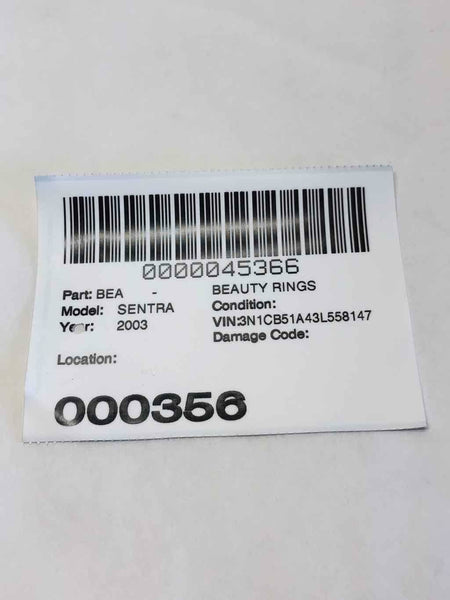 0000045366
Part: BEA - BEAUTY RINGS
Model: SENTRA Condition:
Year: 2003 VIN:3N1CB51A43L558147
Damage Code:
Location:
000356